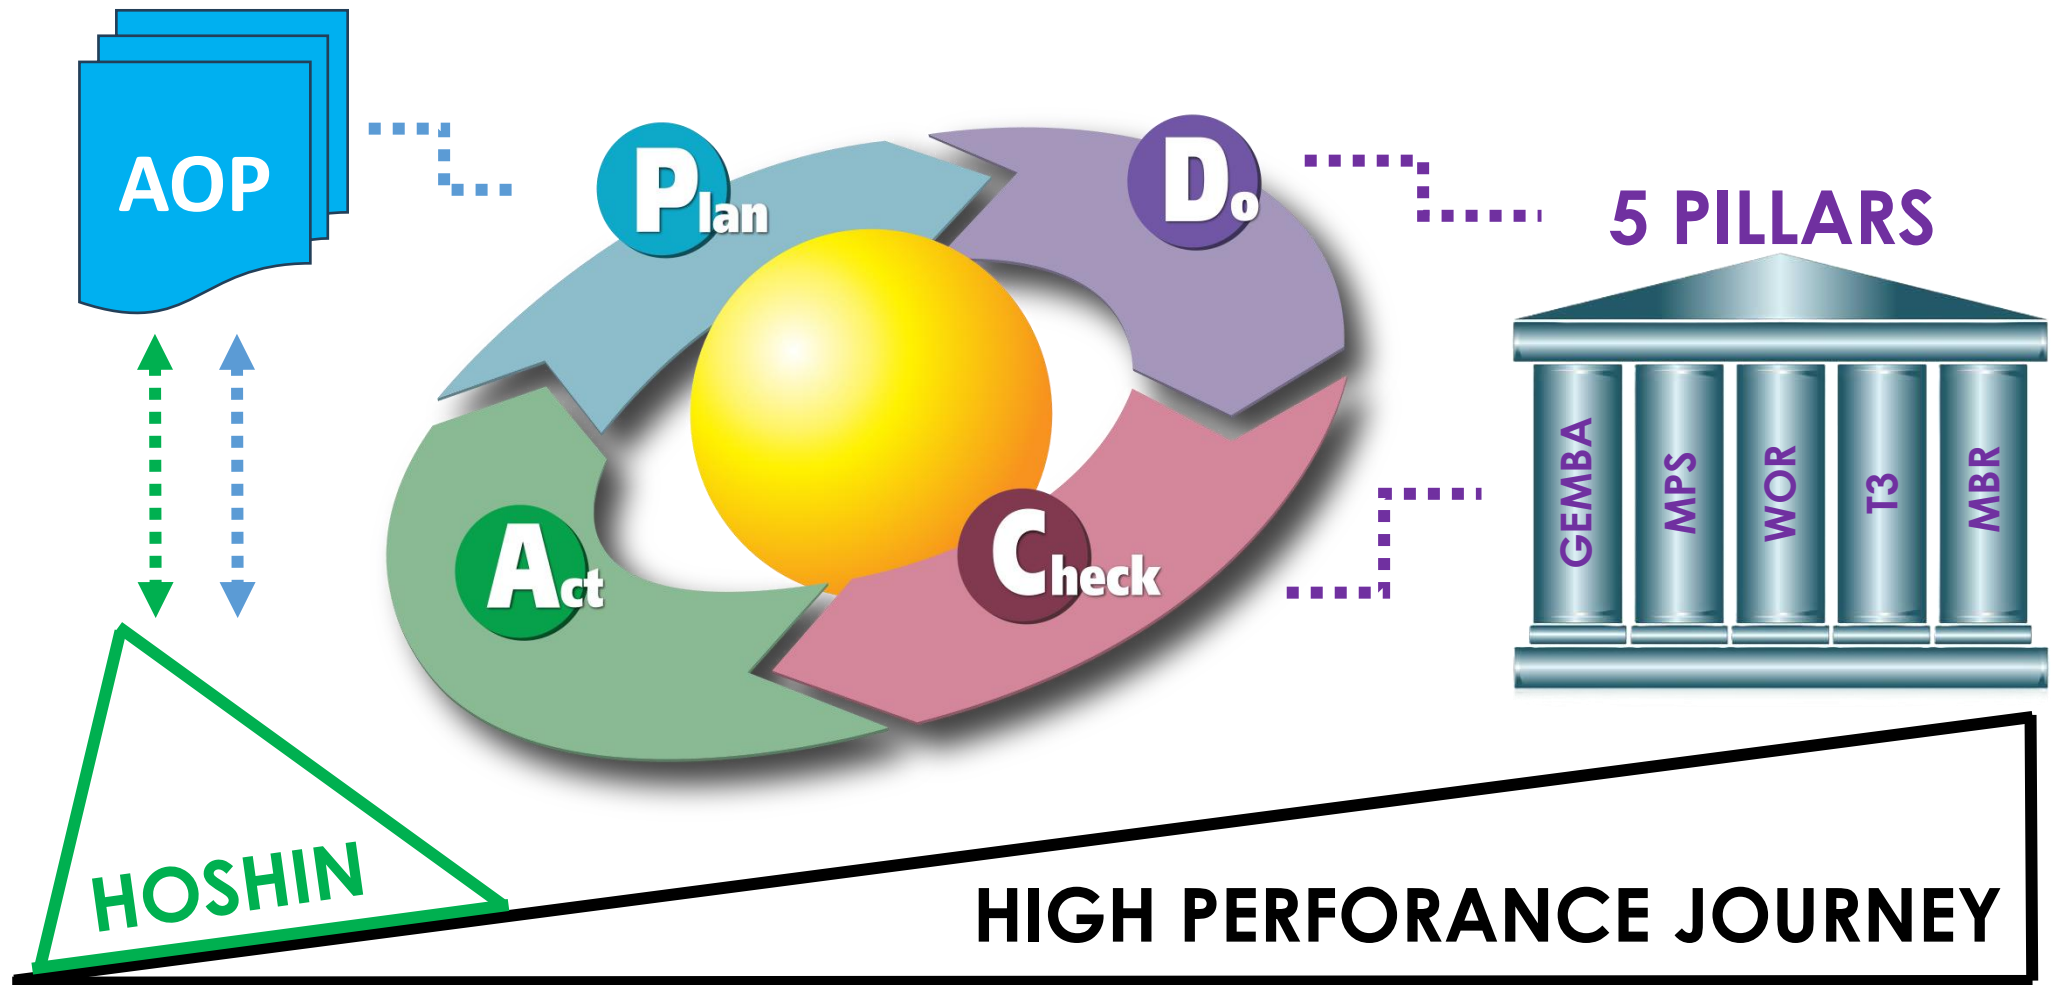 AOP
Plan
Do
5 PILLARS
GEMBA
MPS
WOR
T3
MBR
Act
Check
HOSHIN
HIGH PERFORANCE JOURNEY